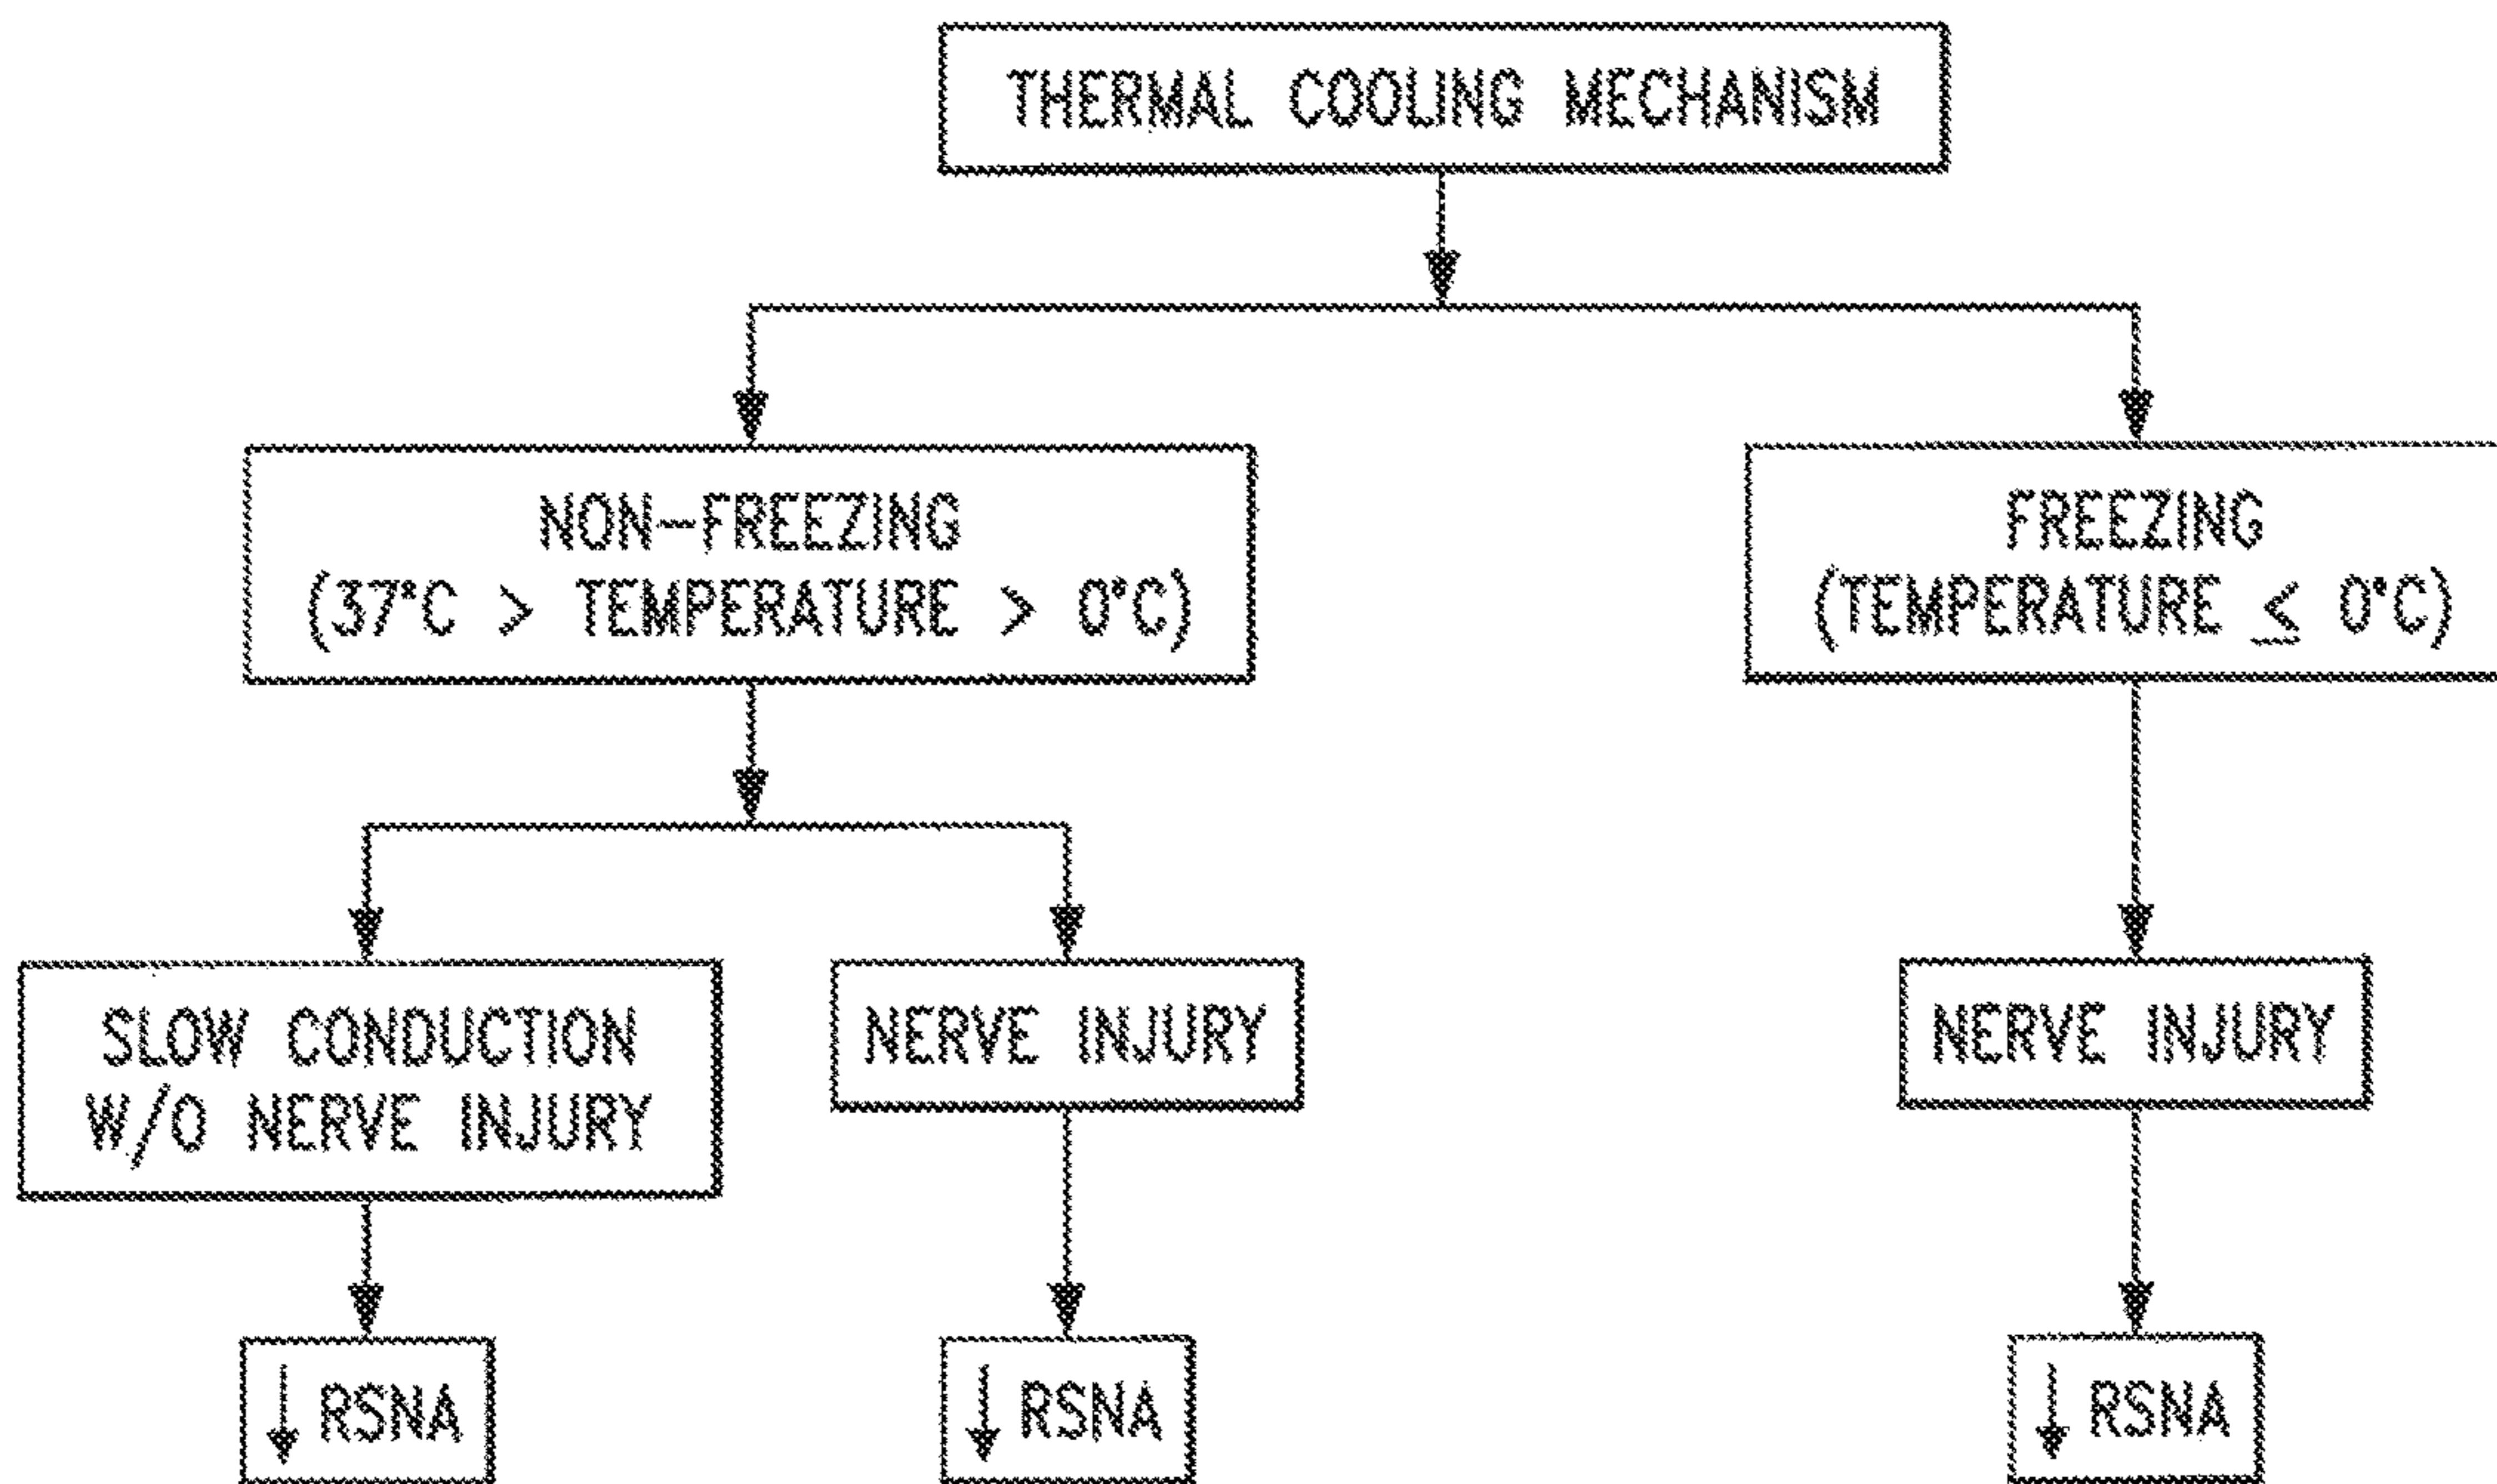 THERMAL COOLING MECHANISM
NON-FREEZING
(37°C > TEMPERATURE > 0°C)
FREEZING
(TEMPERATURE ≤ 0°C)
SLOW CONDUCTION
W/O NERVE INJURY
NERVE INJURY
NERVE INJURY
↓ RSNA
↓ RSNA
↓ RSNA